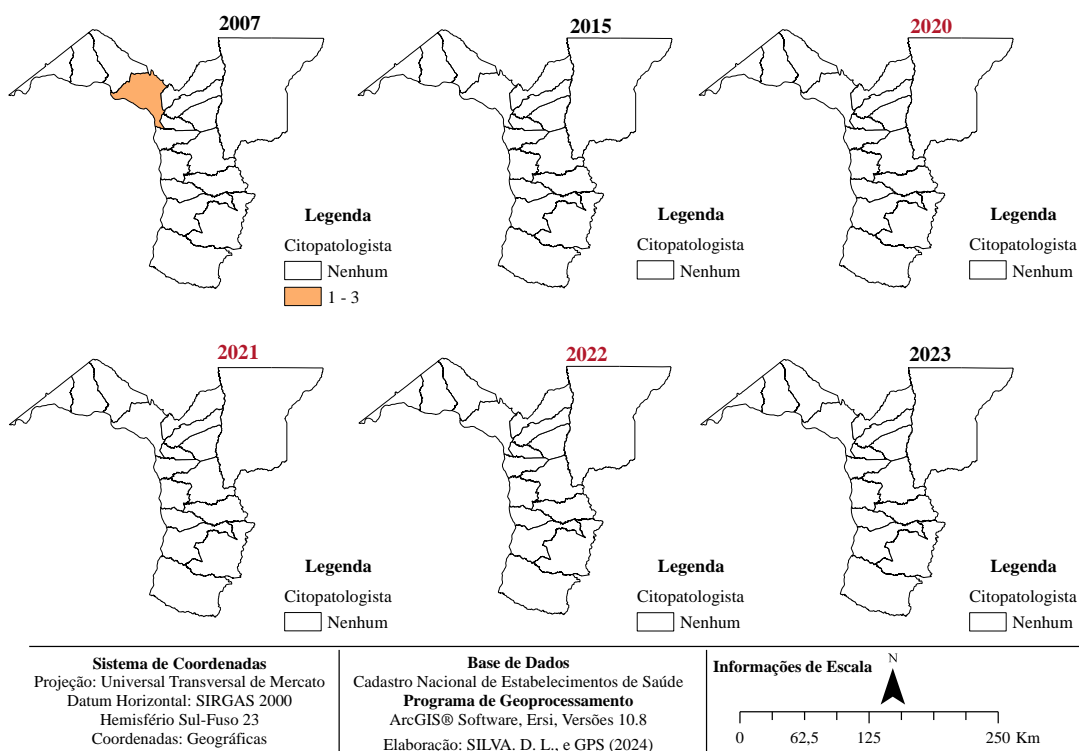 2007
Legenda
Citopatologista
Nenhum
1 - 3
2015
Legenda
Citopatologista
Nenhum
2020
Legenda
Citopatologista
Nenhum
2021
Legenda
Citopatologista
Nenhum
2022
Legenda
Citopatologista
Nenhum
2023
Legenda
Citopatologista
Nenhum
Sistema de Coordenadas
Projeção: Universal Transversal de Mercato
Datum Horizontal: SIRGAS 2000
Hemisfério Sul-Fuso 23
Coordenadas: Geográficas
Base de Dados
Cadastro Nacional de Estabelecimentos de Saúde
Programa de Geoprocessamento
ArcGIS® Software, Ersi, Versões 10.8
Elaboração: SILVA. D. L., e GPS (2024)
Informações de Escala
N
0 62,5 125 250 Km